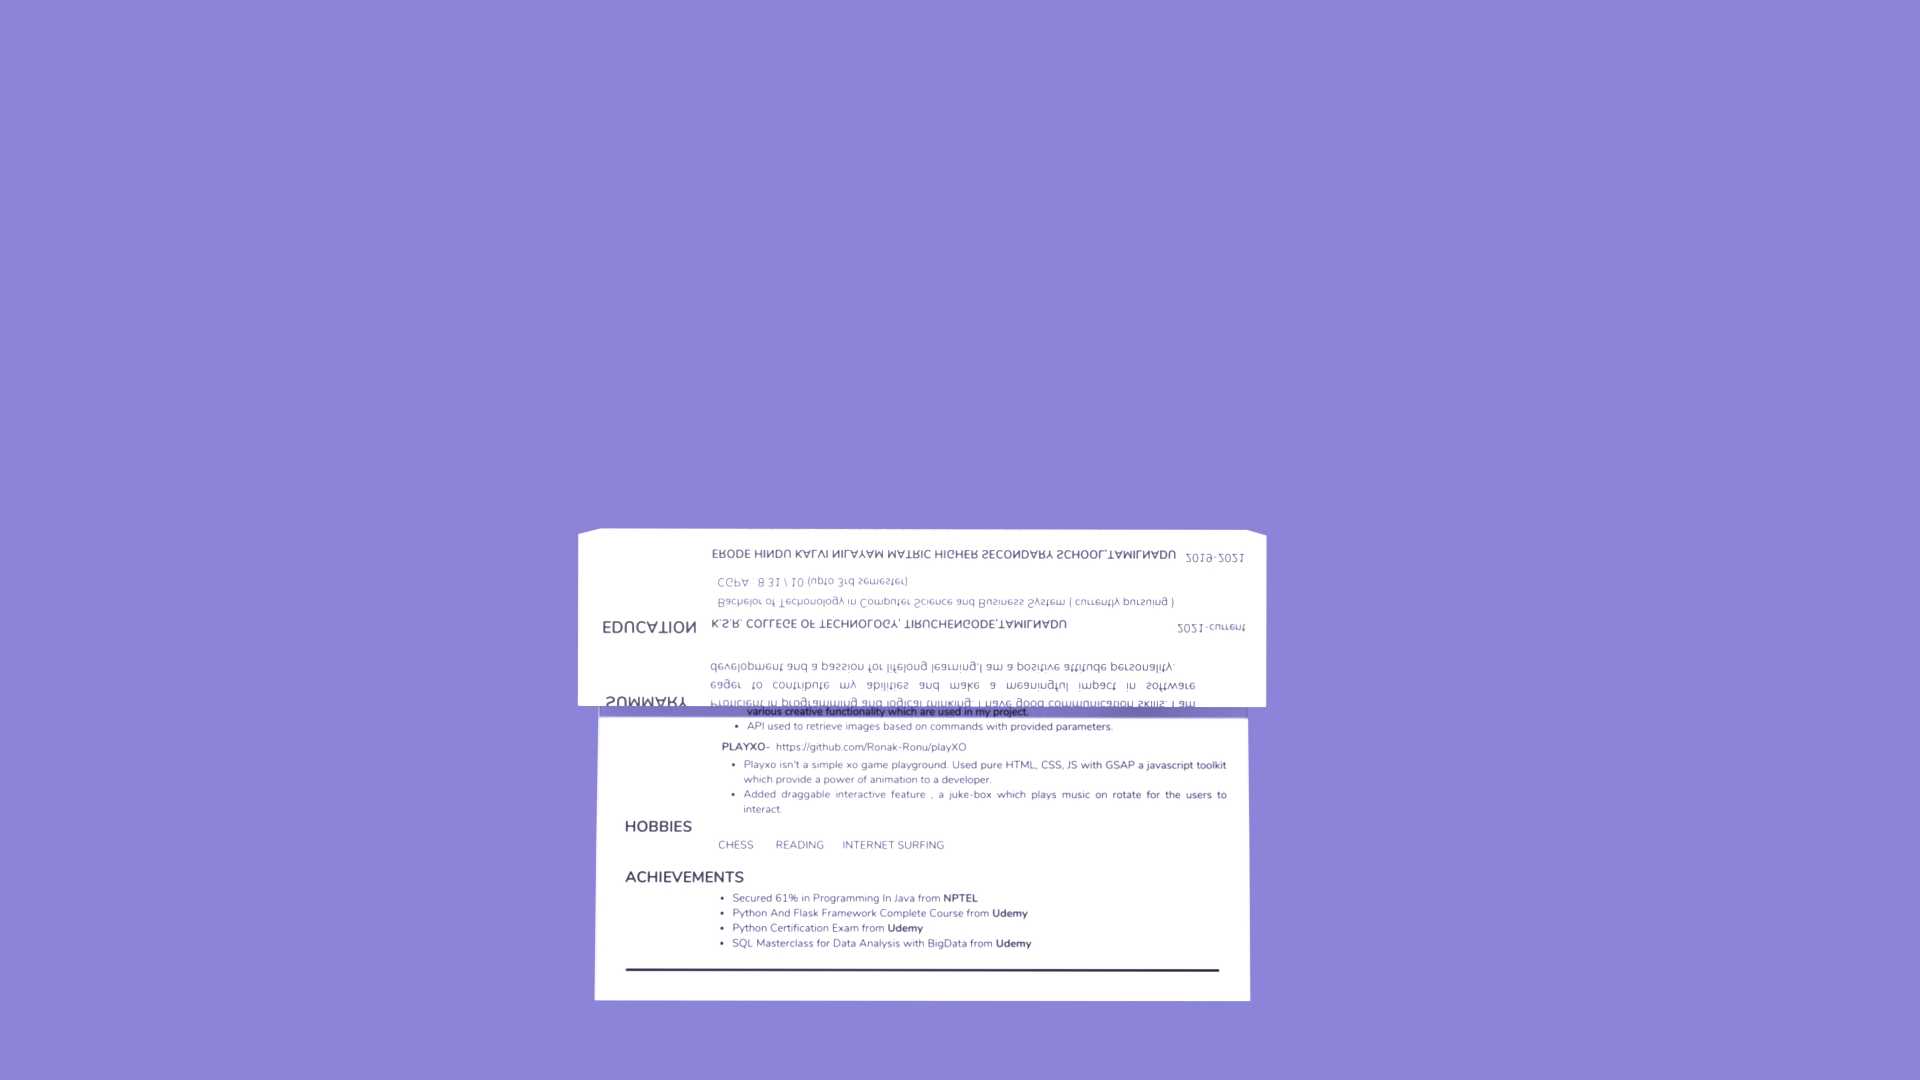 ERODE HINDU KALVI NILAYAM MATRIC HIGHER SECONDARY SCHOOL,TAMILNADU 2019-2021
CGPA : 8.31 / 10 (upto 3rd semester)
Bachelor of Techonology in Computer Science and Business System ( currently pursuing )
EDUCATION K.S.R. COLLEGE OF TECHNOLOGY, TIRUCHENGODE,TAMILNADU 2021-current
development and a passion for lifelong learning,I am a positive attitude personality.
eager to contribute my abilities and make a meaningful impact in software
SUMMARY Proficient in programming and logical thinking. I have good communication skills. I am
various creative functionality which are used in my project.
• API used to retrieve images based on commands with provided parameters.
PLAYXO- https://github.com/Ronak-Ronu/playXO
• Playxo isn't a simple xo game playground. Used pure HTML, CSS, JS with GSAP a javascript toolkit
which provide a power of animation to a developer.
• Added draggable interactive feature , a juke-box which plays music on rotate for the users to
interact.
HOBBIES
CHESS READING INTERNET SURFING
ACHIEVEMENTS
• Secured 61% in Programming In Java from NPTEL
• Python And Flask Framework Complete Course from Udemy
• Python Certification Exam from Udemy
• SQL Masterclass for Data Analysis with BigData from Udemy